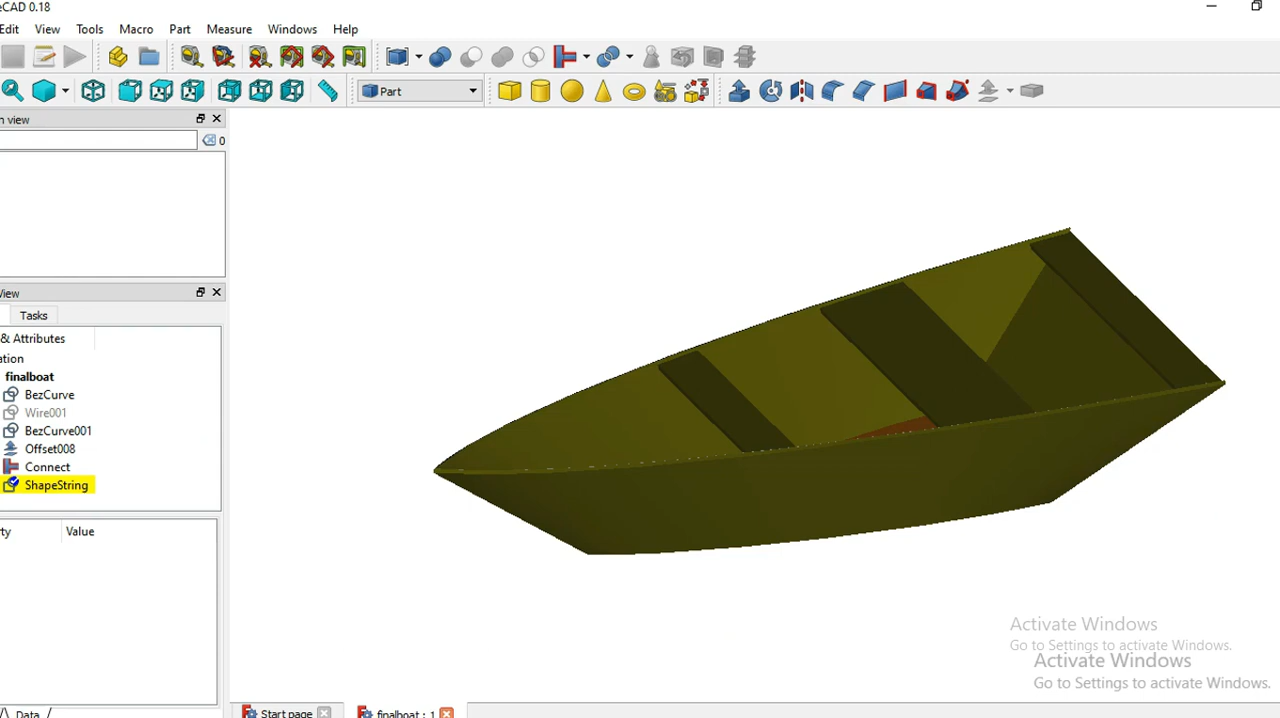 eCAD 0.18
Edit View Tools Macro Part Measure Windows Help
Part
n view
0
View
Tasks
& Attributes
ation
finalboat
BezCurve
Wire001
BezCurve001
Offset008
Connect
ShapeString
ty Value
Activate Windows
Go to Settings to activate Windows.
Activate Windows
Go to Settings to activate Windows.
Data
Start page
finalboat : 1